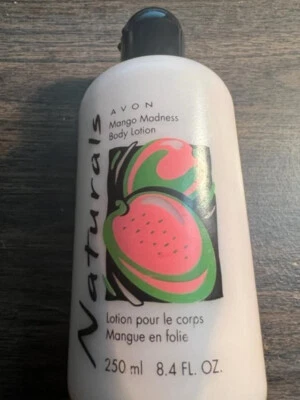 AVON
Mango Madness
Body Lotion
Naturals
Lotion pour le corps
Mangue en folie
250 ml 8.4 FL. OZ.